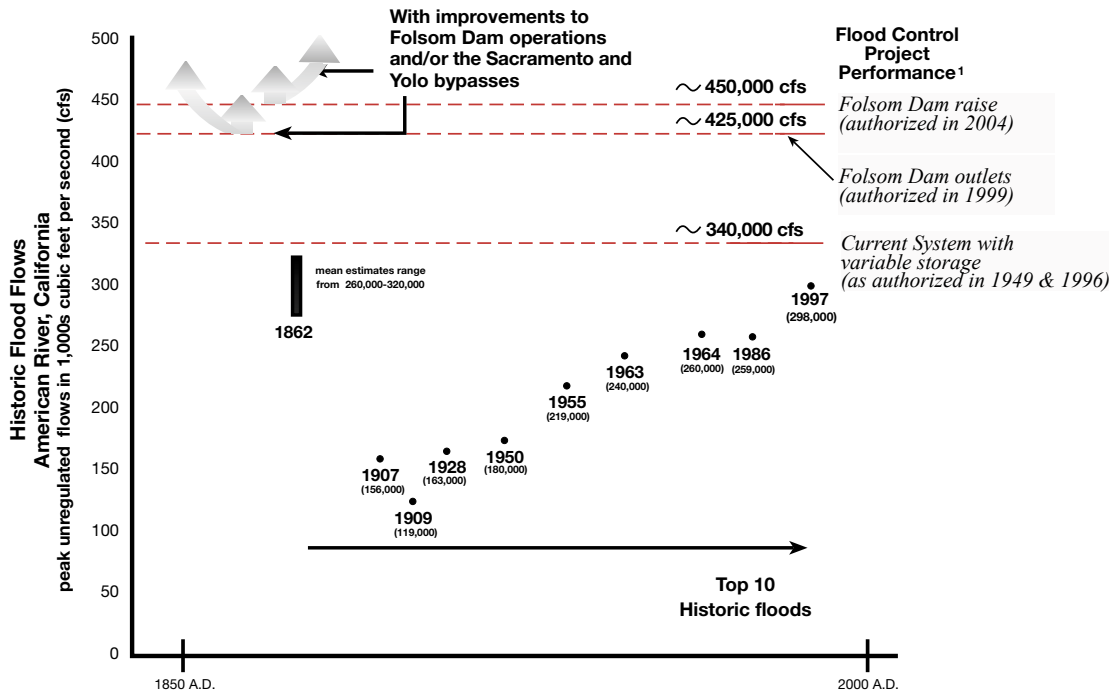 With improvements to
Folsom Dam operations
and/or the Sacramento and
Yolo bypasses
Flood Control
Project
Performance¹
Historic Flood Flows
American River, California
peak unregulated flows in 1,000s cubic feet per second (cfs)
500
450
400
350
300
250
200
150
100
50
0
~ 450,000 cfs
Folsom Dam raise
(authorized in 2004)
~ 425,000 cfs
Folsom Dam outlets
(authorized in 1999)
~ 340,000 cfs
Current System with
variable storage
(as authorized in 1949 & 1996)
mean estimates range
from 260,000-320,000
1862
1907
(156,000)
1909
(119,000)
1928
(163,000)
1950
(180,000)
1955
(219,000)
1963
(240,000)
1964
(260,000)
1986
(259,000)
1997
(298,000)
Top 10
Historic floods
1850 A.D.
2000 A.D.